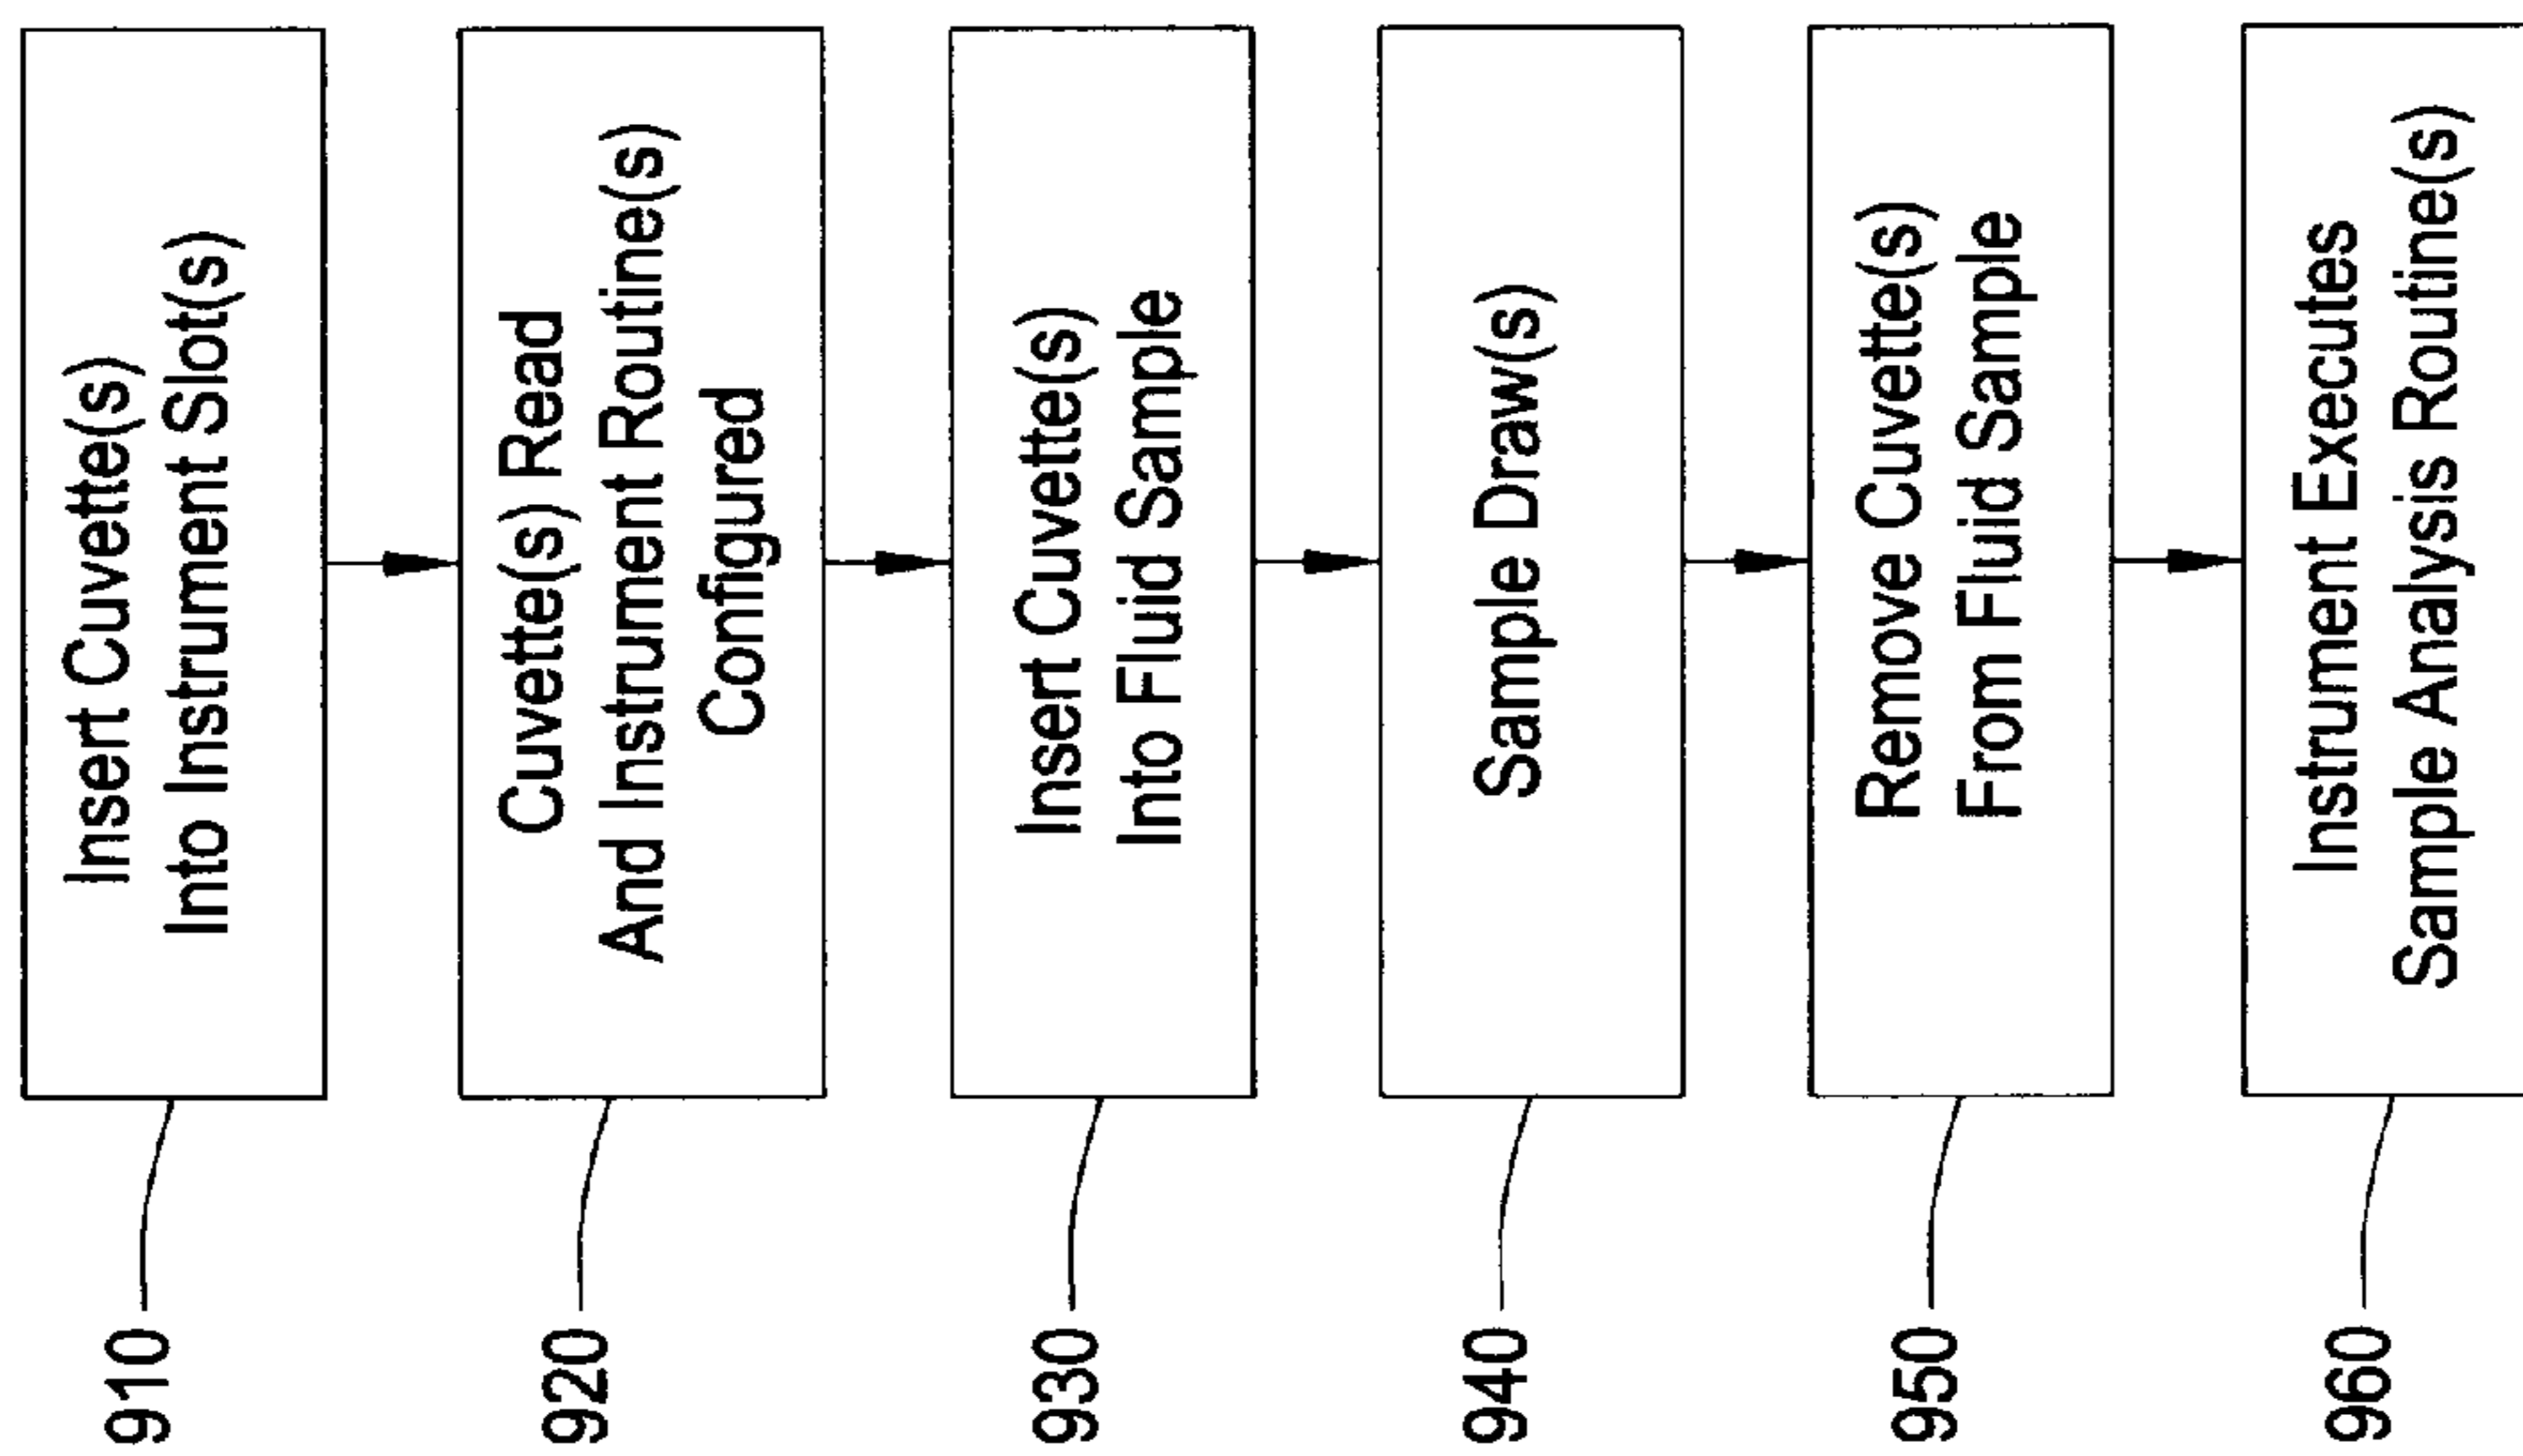 910
Insert Cuvette(s)
Into Instrument Slot(s)
920
Cuvette(s) Read
And Instrument Routine(s)
Configured
930
Insert Cuvette(s)
Into Fluid Sample
940
Sample Draw(s)
950
Remove Cuvette(s)
From Fluid Sample
960
Instrument Executes
Sample Analysis Routine(s)